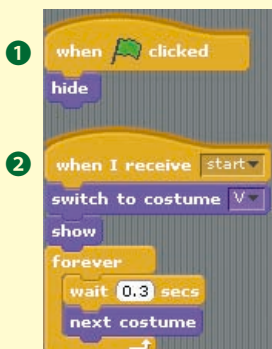 1
when clicked
hide
2
when I receive start
switch to costume V
show
forever
wait 0.3 secs
next costume